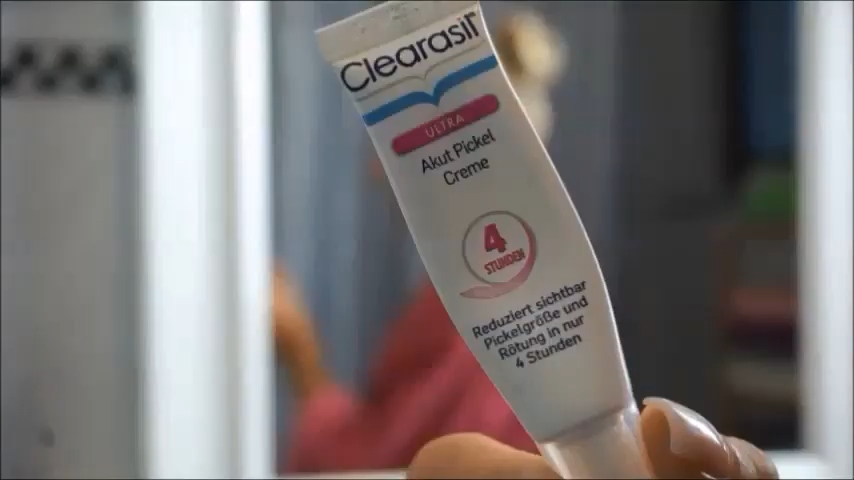 Clearasil
ULTRA
Akut Pickel
Creme
4
STUNDEN
Reduziert sichtbar
Pickelgröße und
Rötung in nur
4 Stunden